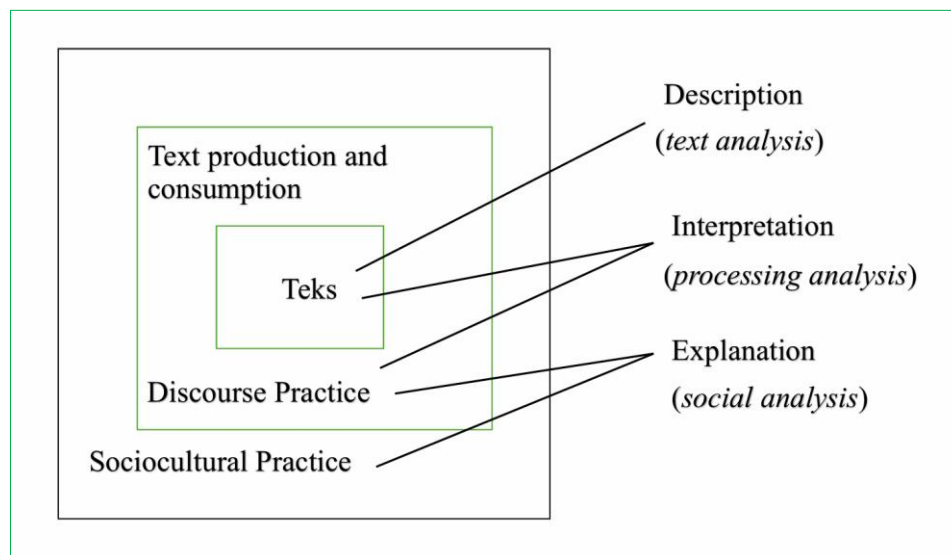 Text production and
consumption
Teks
Discourse Practice
Sociocultural Practice
Description
(text analysis)
Interpretation
(processing analysis)
Explanation
(social analysis)